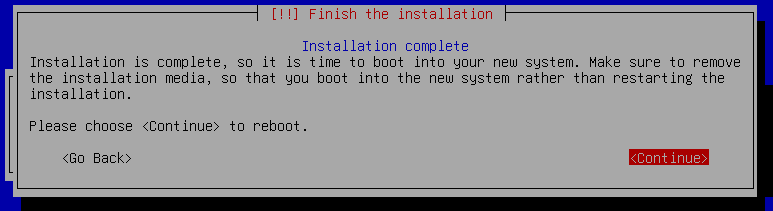 [!!] Finish the installation
Installation complete
Installation is complete, so it is time to boot into your new system. Make sure to remove
the installation media, so that you boot into the new system rather than restarting the
installation.
Please choose <Continue> to reboot.
<Go Back> <Continue>